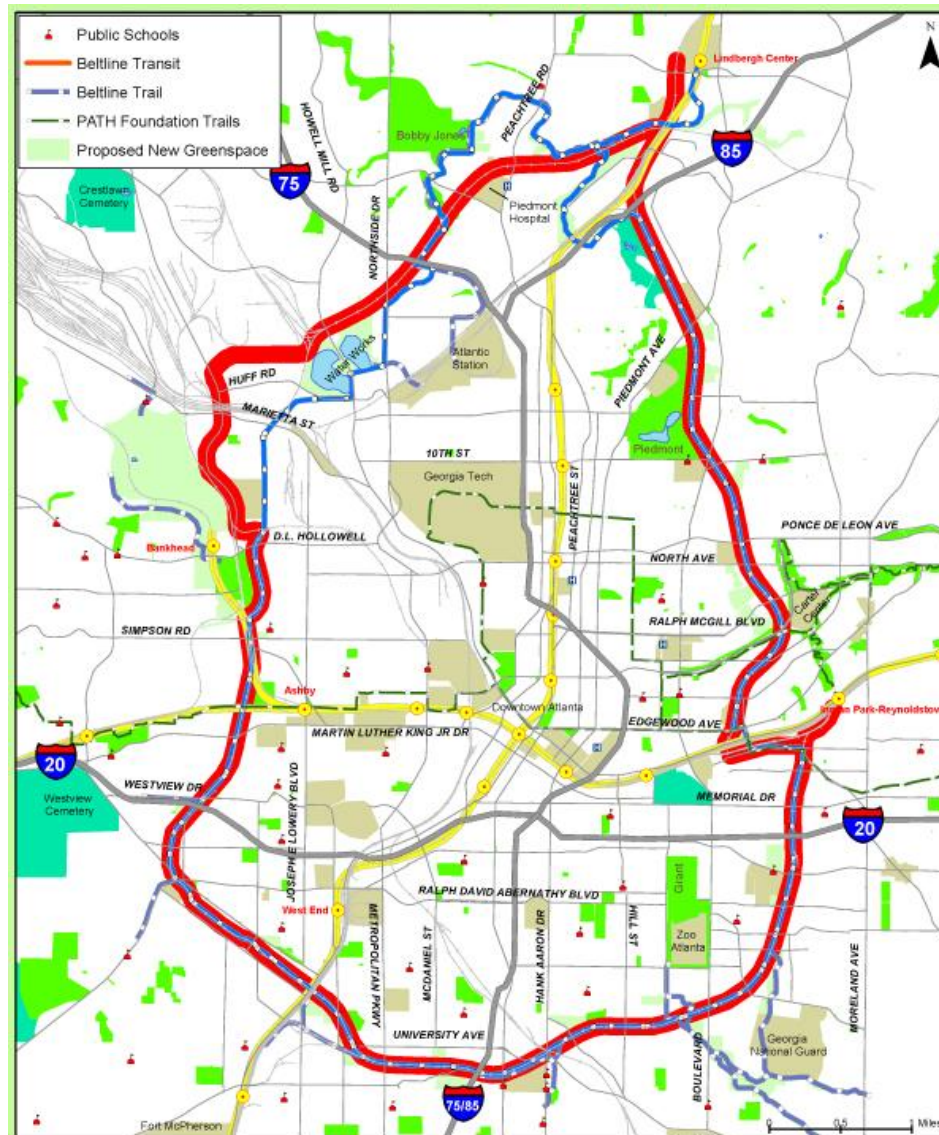 Public Schools
Beltline Transit
Beltline Trail
PATH Foundation Trails
Proposed New Greenspace
N
Lindbergh Center
HOWELL MILL RD
PEACHTREE RD
Bobby Jones
85
75
Crestlawn
Cemetery
NORTHSIDE DR
H
Piedmont
Hospital
Water Works
Atlantic
Station
PIEDMONT AVE
HUFF RD
MARIETTA ST
Piedmont
10TH ST
Georgia Tech
PEACHTREE ST
PONCE DE LEON AVE
D.L. HOLLOWELL
Bankhead
NORTH AVE
H
Carter
Center
SIMPSON RD
RALPH MCGILL BLVD
H
Ashby
Downtown Atlanta
EDGEWOOD AVE
MARTIN LUTHER KING JR DR
H
20
WESTVIEW DR
MEMORIAL DR
Westview
Cemetery
JOSEPH E LOWERY BLVD
20
RALPH DAVID ABERNATHY BLVD
Grant
West End
METROPOLITAN PKWY
MCDANIEL ST
HANK AARON DR
HILL ST
Zoo
Atlanta
MORELAND AVE
UNIVERSITY AVE
BOULEVARD
Georgia
National Guard
75/85
Fort McPherson
0
0.5
1
Miles